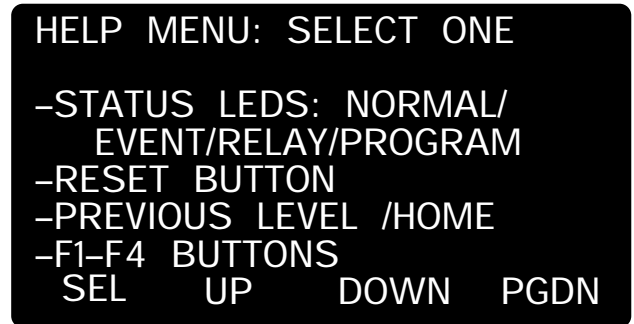 HELP MENU: SELECT ONE
–STATUS LEDS: NORMAL/
EVENT/RELAY/PROGRAM
–RESET BUTTON
–PREVIOUS LEVEL /HOME
–F1–F4 BUTTONS
SEL UP DOWN PGDN